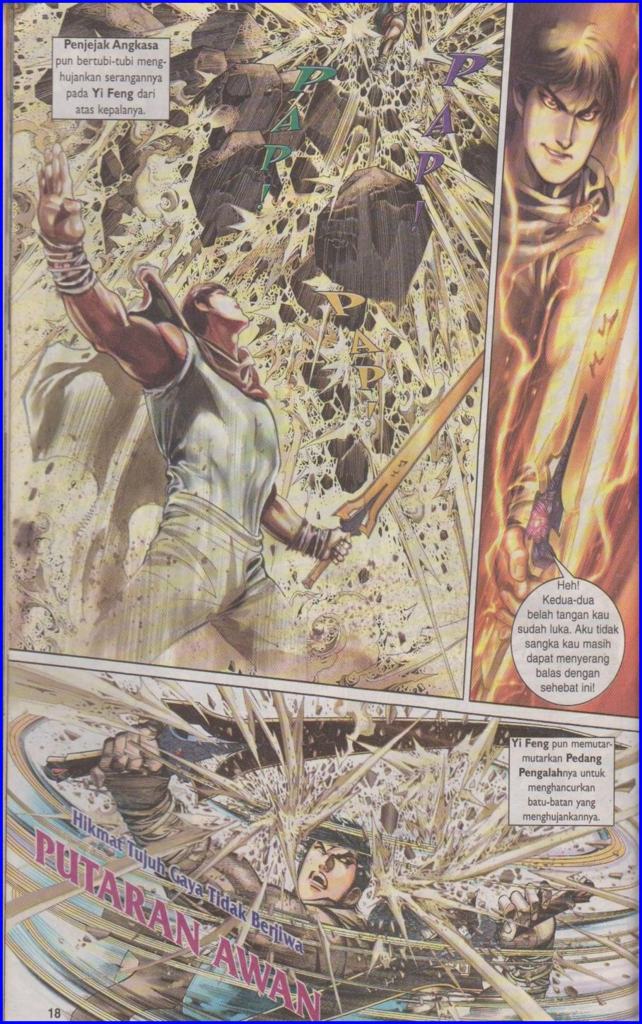 Penjejak Angkasa
pun bertubi-tubi meng-
hujankan serangannya
pada Yi Feng dari
atas kepalanya.
PAP!
PAP!
PAP!
Heh!
Kedua-dua
belah tangan kau
sudah luka. Aku tidak
sangka kau masih
dapat menyerang
balas dengan
sehebat ini!
Yi Feng pun memutar-
mutarkan Pedang
Pengalahnya untuk
menghancurkan
batu-batan yang
menghujankannya.
Hikmat Tujuh Gaya Tidak Berjiwa
PUTARAN AWAN
18